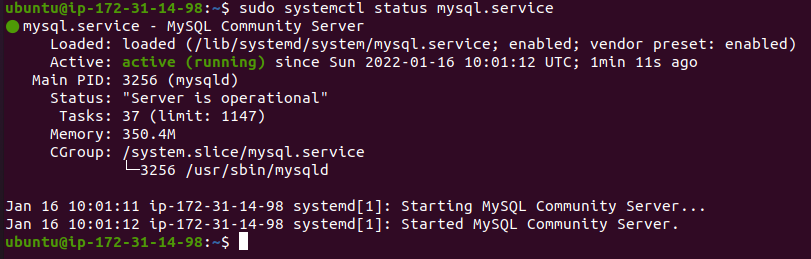 ubuntu@ip-172-31-14-98:~$ sudo systemctl status mysql.service
● mysql.service - MySQL Community Server
     Loaded: loaded (/lib/systemd/system/mysql.service; enabled; vendor preset: enabled)
     Active: active (running) since Sun 2022-01-16 10:01:12 UTC; 1min 11s ago
   Main PID: 3256 (mysqld)
     Status: "Server is operational"
      Tasks: 37 (limit: 1147)
     Memory: 350.4M
     CGroup: /system.slice/mysql.service
             └─3256 /usr/sbin/mysqld

Jan 16 10:01:11 ip-172-31-14-98 systemd[1]: Starting MySQL Community Server...
Jan 16 10:01:12 ip-172-31-14-98 systemd[1]: Started MySQL Community Server.
ubuntu@ip-172-31-14-98:~$